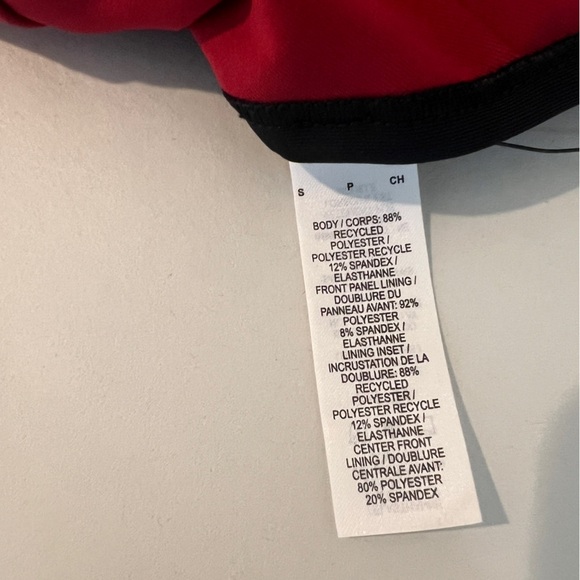 S P CH
BODY / CORPS: 88%
RECYCLED
POLYESTER /
POLYESTER RECYCLE
12% SPANDEX /
ELASTHANNE
FRONT PANEL LINING /
DOUBLURE DU
PANNEAU AVANT: 92%
POLYESTER
8% SPANDEX /
ELASTHANNE
LINING INSET /
INCRUSTATION DE LA
DOUBLURE: 88%
RECYCLED
POLYESTER /
POLYESTER RECYCLE
12% SPANDEX /
ELASTHANNE
CENTER FRONT
LINING / DOUBLURE
CENTRALE AVANT:
80% POLYESTER
20% SPANDEX